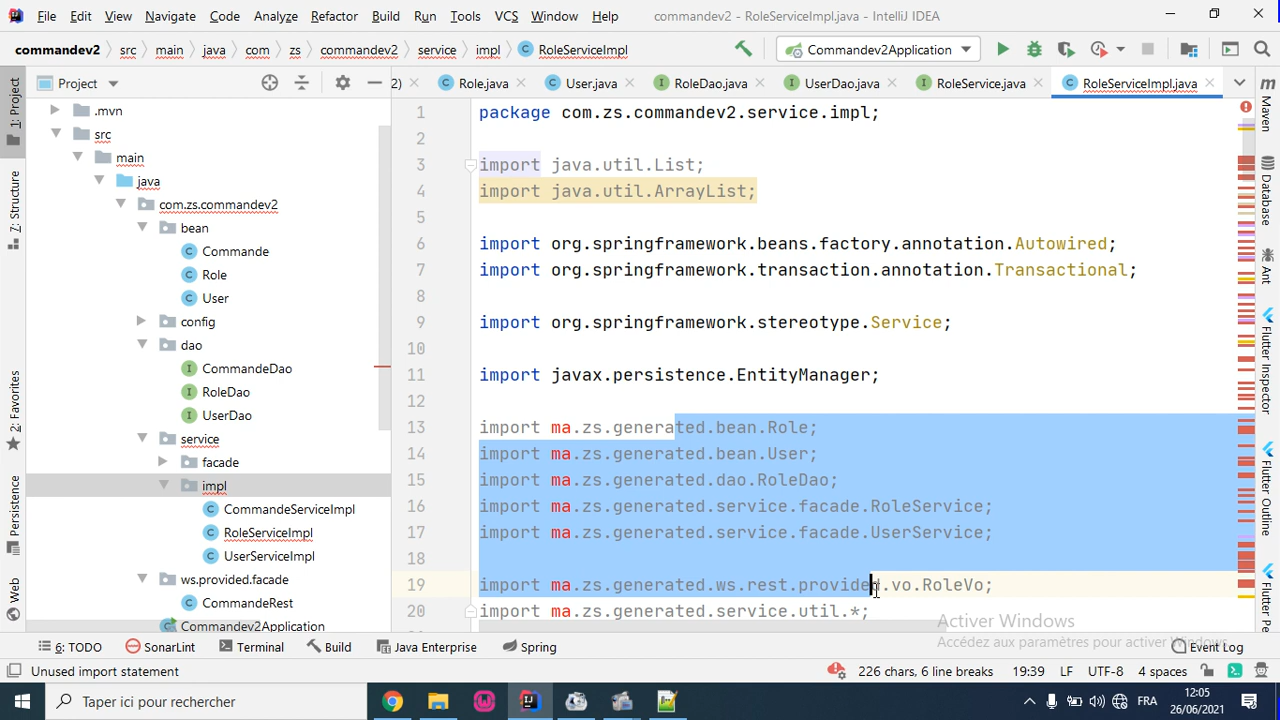 File Edit View Navigate Code Analyze Refactor Build Run Tools VCS Window Help commandev2 - RoleServiceImpl.java - IntelliJ IDEA
commandev2 src main java com zs commandev2 service impl RoleServiceImpl Commandev2Application
Project 2) Role.java User.java RoleDao.java UserDao.java RoleService.java RoleServiceImpl.java
1: Project
Z: Structure
2: Favorites
Persistence
Web
.mvn
src
main
java
com.zs.commandev2
bean
Commande
Role
User
config
dao
CommandeDao
RoleDao
UserDao
service
facade
impl
CommandeServiceImpl
RoleServiceImpl
UserServiceImpl
ws.provided.facade
CommandeRest
Commandev2Application
1 package com.zs.commandev2.service.impl;
2
3 import java.util.List;
4 import java.util.ArrayList;
5
6 import org.springframework.beans.factory.annotation.Autowired;
7 import org.springframework.transaction.annotation.Transactional;
8
9 import org.springframework.stereotype.Service;
10
11 import javax.persistence.EntityManager;
12
13 import ma.zs.generated.bean.Role;
14 import ma.zs.generated.bean.User;
15 import ma.zs.generated.dao.RoleDao;
16 import ma.zs.generated.service.facade.RoleService;
17 import ma.zs.generated.service.facade.UserService;
18
19 import ma.zs.generated.ws.rest.provided.vo.RoleVo;
20 import ma.zs.generated.service.util.*;
Maven
Database
Ant
Flutter Inspector
Flutter Outline
Flutter Pe
Activer Windows
Accédez aux paramètres pour activer Windows.
6: TODO SonarLint Terminal Build Java Enterprise Spring Event Log
Unused import statement 226 chars, 6 line breaks 19:39 LF UTF-8 4 spaces
Taper ici pour rechercher FRA 12:05
26/06/2021